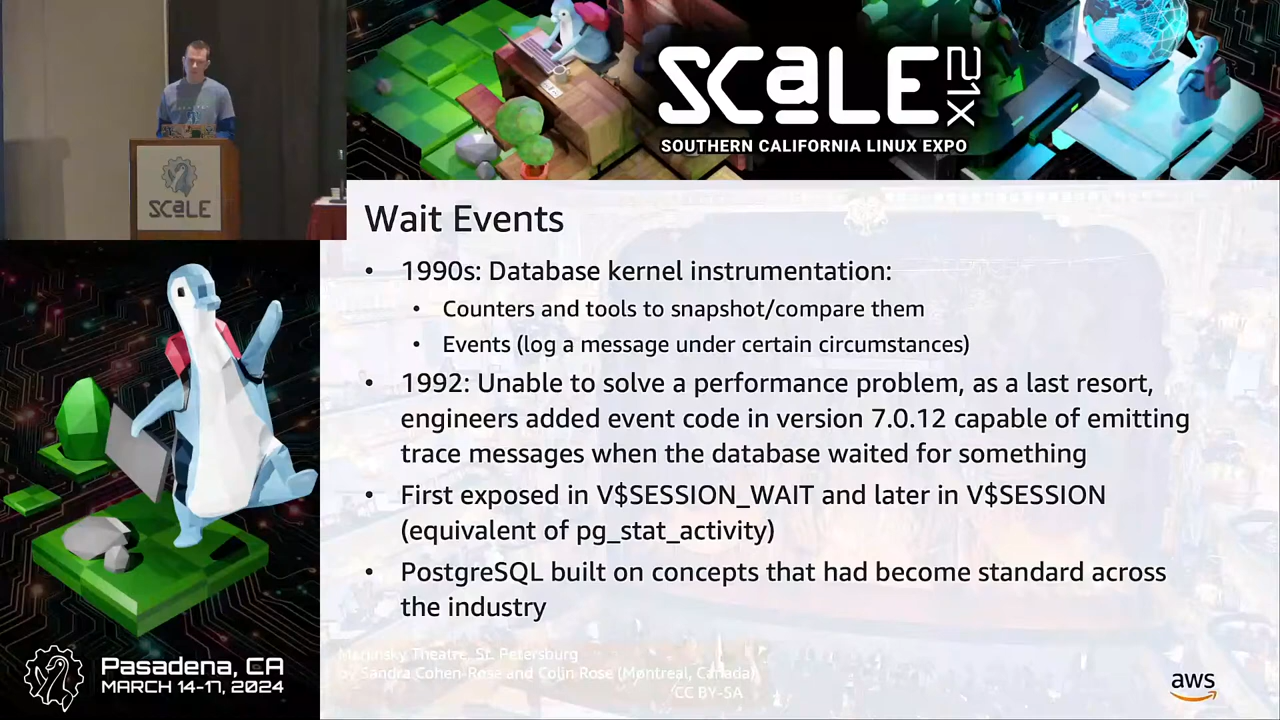 SCaLE 21X
SOUTHERN CALIFORNIA LINUX EXPO
SCaLE
Wait Events
• 1990s: Database kernel instrumentation:
• Counters and tools to snapshot/compare them
• Events (log a message under certain circumstances)
• 1992: Unable to solve a performance problem, as a last resort,
engineers added event code in version 7.0.12 capable of emitting
trace messages when the database waited for something
• First exposed in V$SESSION_WAIT and later in V$SESSION
(equivalent of pg_stat_activity)
• PostgreSQL built on concepts that had become standard across
the industry
Mariinsky Theatre, St. Petersburg
by Sandra Cohen-Rose and Colin Rose (Montreal, Canada)
CC BY-SA
aws
Pasadena, CA
MARCH 14-17, 2024